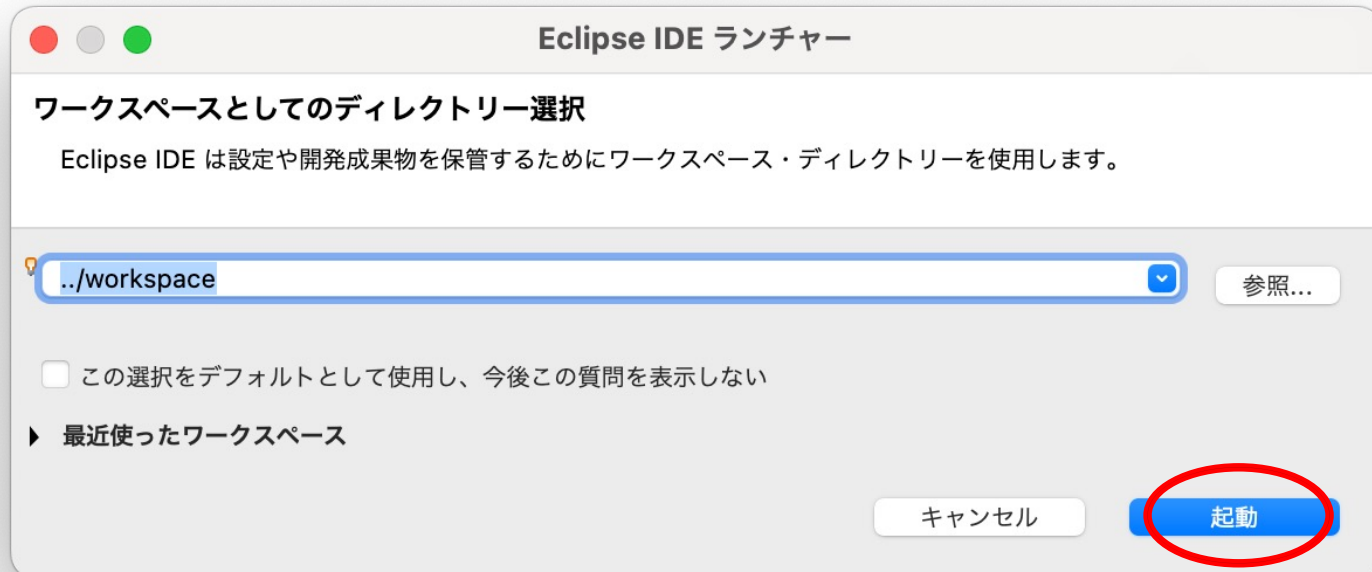 Eclipse IDE ランチャー
ワークスペースとしてのディレクトリー選択
Eclipse IDE は設定や開発成果物を保管するためにワークスペース・ディレクトリーを使用します。
../workspace
参照...
この選択をデフォルトとして使用し、今後この質問を表示しない
最近使ったワークスペース
キャンセル
起動